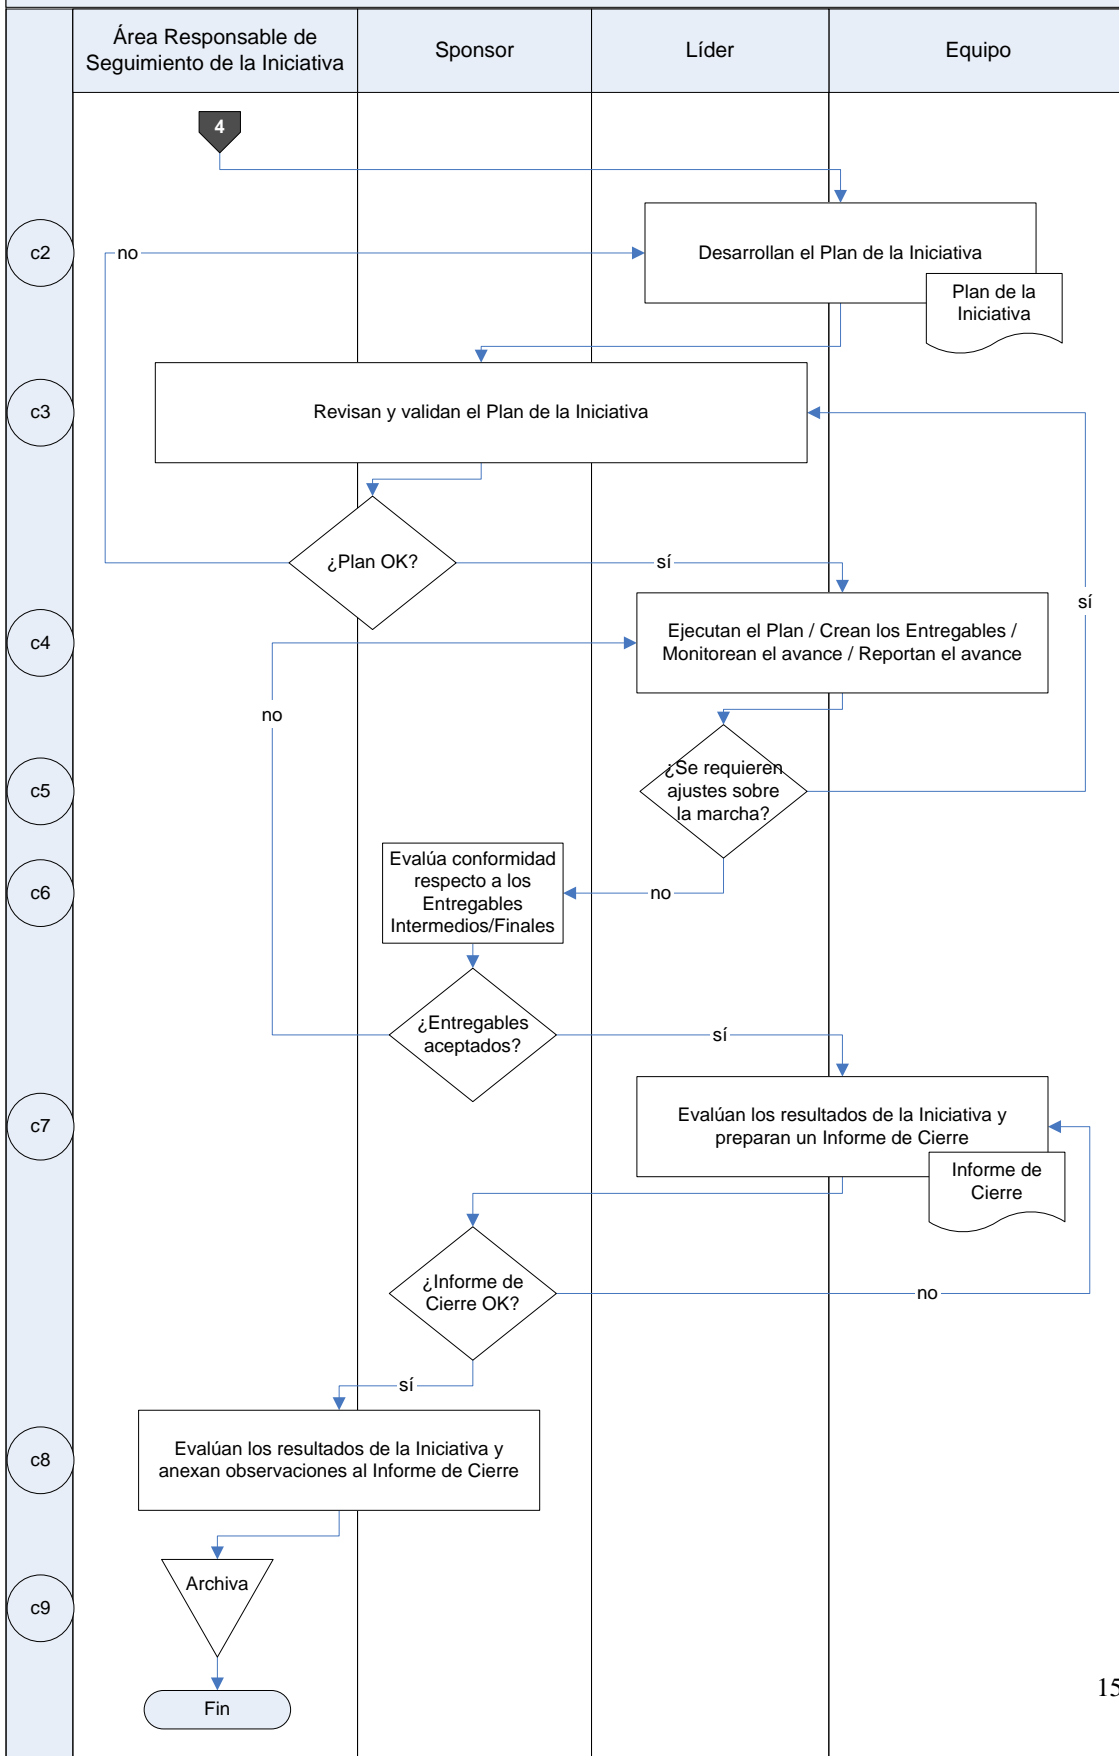 Área Responsable de
Seguimiento de la Iniciativa
Sponsor
Líder
Equipo
4
c2
no
Desarrollan el Plan de la Iniciativa
Plan de la
Iniciativa
c3
Revisan y validan el Plan de la Iniciativa
¿Plan OK?
sí
sí
c4
Ejecutan el Plan / Crean los Entregables /
Monitorean el avance / Reportan el avance
no
c5
¿Se requieren
ajustes sobre
la marcha?
c6
Evalúa conformidad
respecto a los
Entregables
Intermedios/Finales
no
¿Entregables
aceptados?
sí
c7
Evalúan los resultados de la Iniciativa y
preparan un Informe de Cierre
Informe de
Cierre
¿Informe de
Cierre OK?
no
sí
c8
Evalúan los resultados de la Iniciativa y
anexan observaciones al Informe de Cierre
Archiva
c9
Fin
15